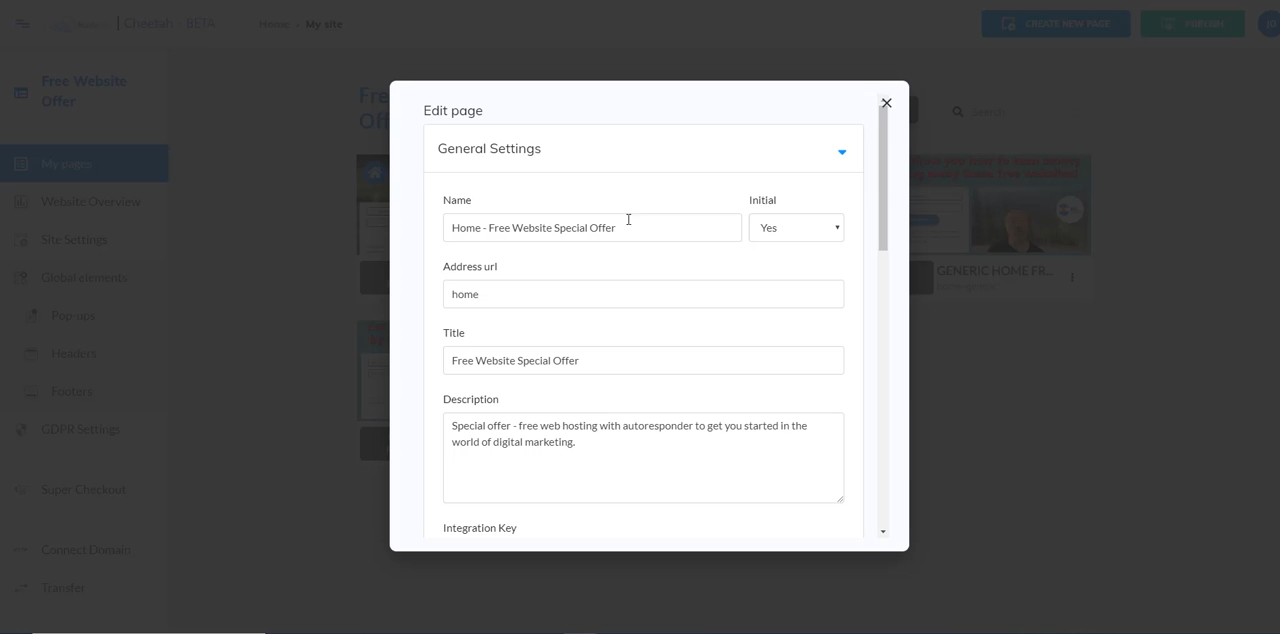 Cheetah BETA
Home
My site
CREATE NEW PAGE
PUBLISH
Free Website
Offer
My pages
Website Overview
Site Settings
Global elements
Pop-ups
Headers
Footers
GDPR Settings
Super Checkout
Connect Domain
Transfer
Search
GENERIC HOME FR...
Edit page
General Settings
Name
Initial
Home - Free Website Special Offer
Yes
Address url
home
Title
Free Website Special Offer
Description
Special offer - free web hosting with autoresponder to get you started in the
world of digital marketing.
Integration Key